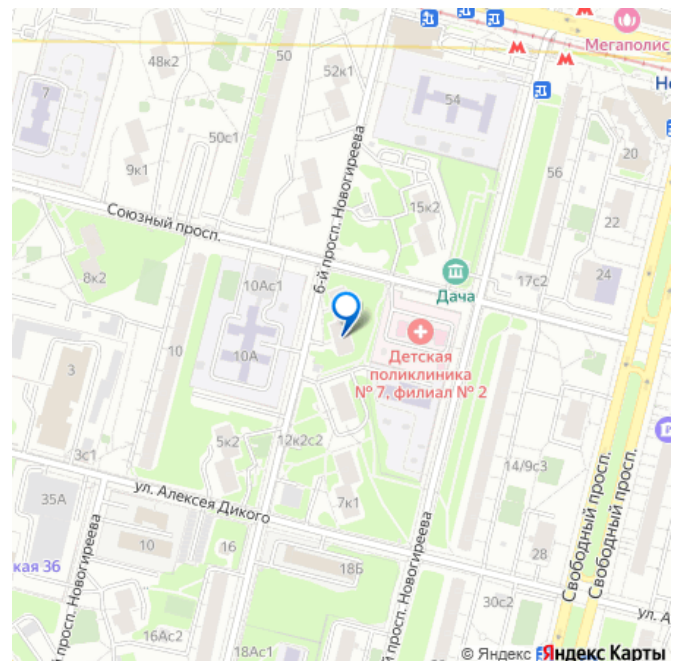 Мегаполис
Но
50
48к2
52к1
54
7
50с1
56
20
9к1
15к2
22
Союзный просп.
6-й просп. Новогиреева
17с2
24
Дача
8к2
10Ас1
10
10А
3
Детская
поликлиника
№ 7, филиал № 2
5к2
12к2с2
3с1
14/9с3
35А
ул. Алексея Дикого
7к1
Свободный просп.
Свободный просп.
10
16
18Б
28
кая 36
й просп. Новогиреева
просп. Новогиреева
30с2
ул. А
16Ас2
18Ас1
© Яндекс Яндекс Карты